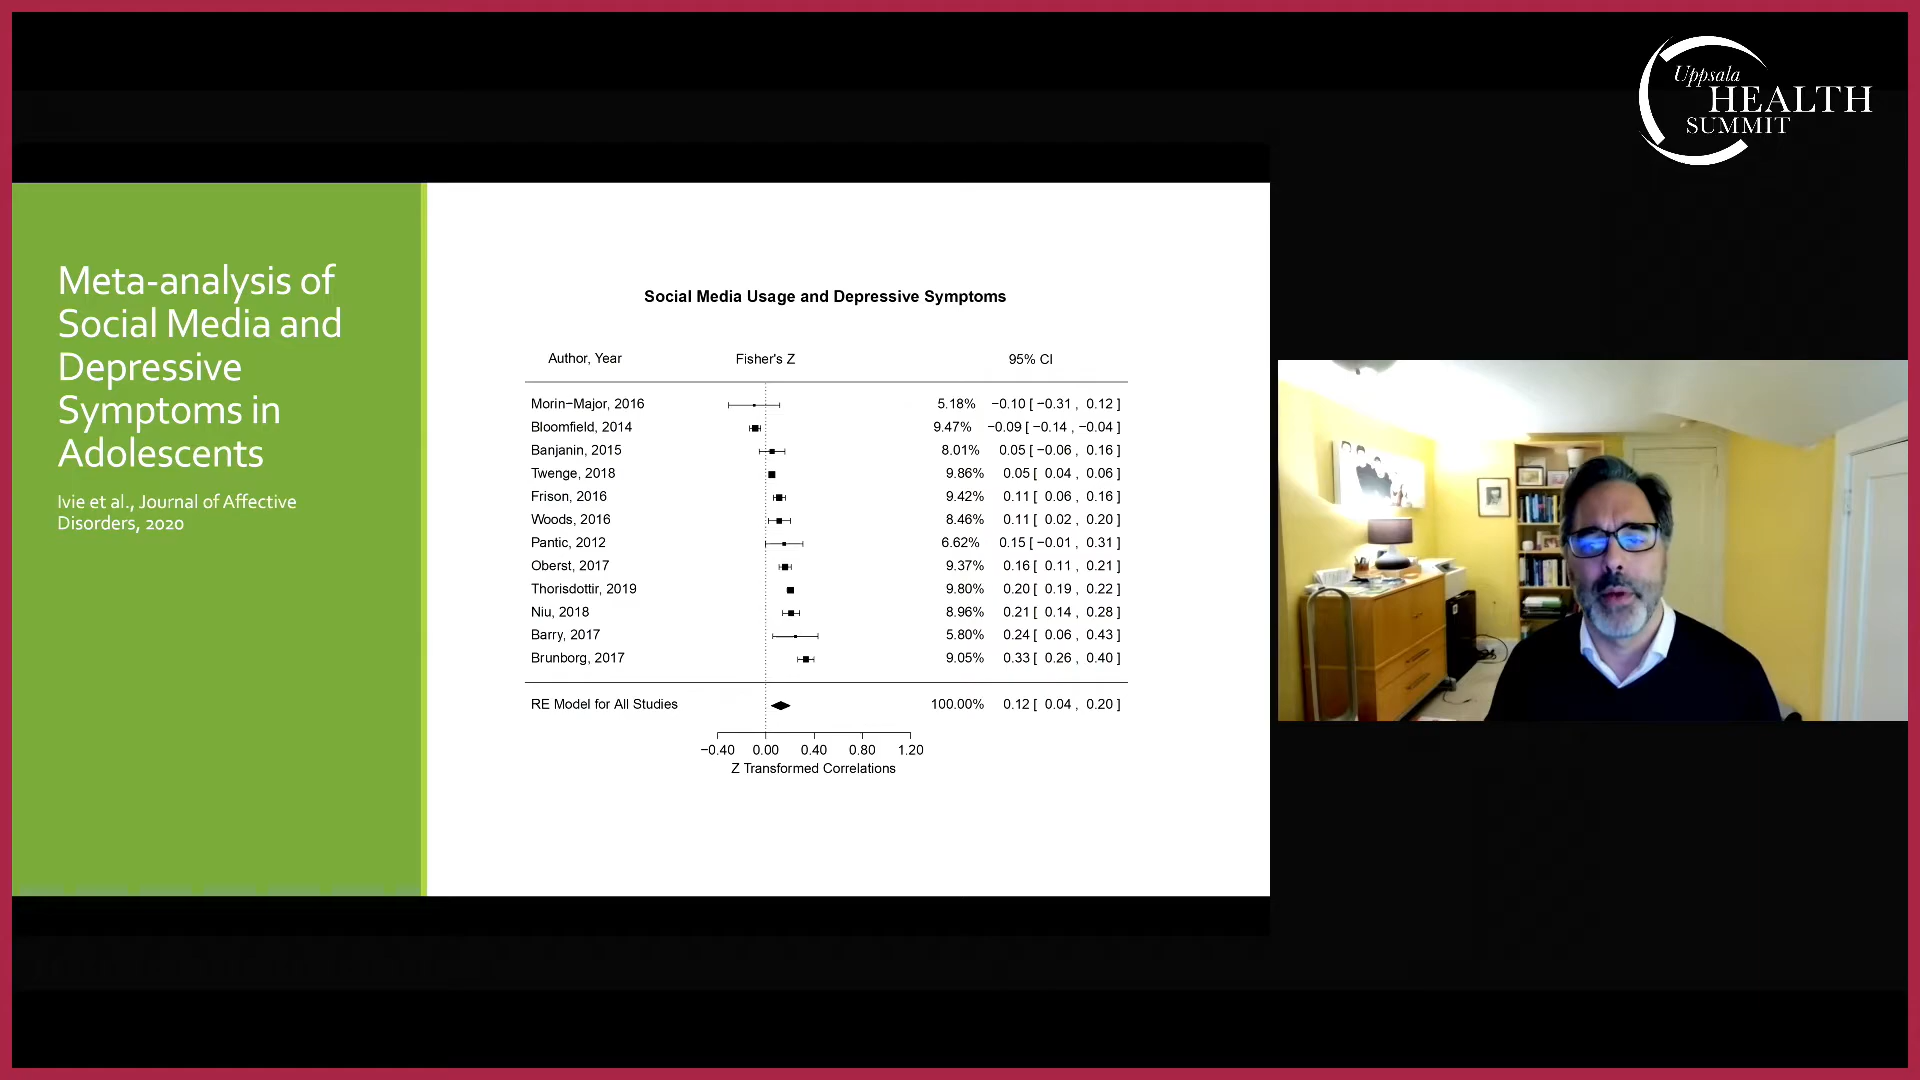 Uppsala
HEALTH
SUMMIT
Meta-analysis of
Social Media and
Depressive
Symptoms in
Adolescents
Ivie et al., Journal of Affective
Disorders, 2020
Social Media Usage and Depressive Symptoms
Author, Year Fisher's Z 95% CI
Morin−Major, 2016 5.18% −0.10 [ −0.31 , 0.12 ]
Bloomfield, 2014 9.47% −0.09 [ −0.14 , −0.04 ]
Banjanin, 2015 8.01% 0.05 [ −0.06 , 0.16 ]
Twenge, 2018 9.86% 0.05 [ 0.04 , 0.06 ]
Frison, 2016 9.42% 0.11 [ 0.06 , 0.16 ]
Woods, 2016 8.46% 0.11 [ 0.02 , 0.20 ]
Pantic, 2012 6.62% 0.15 [ −0.01 , 0.31 ]
Oberst, 2017 9.37% 0.16 [ 0.11 , 0.21 ]
Thorisdottir, 2019 9.80% 0.20 [ 0.19 , 0.22 ]
Niu, 2018 8.96% 0.21 [ 0.14 , 0.28 ]
Barry, 2017 5.80% 0.24 [ 0.06 , 0.43 ]
Brunborg, 2017 9.05% 0.33 [ 0.26 , 0.40 ]
RE Model for All Studies 100.00% 0.12 [ 0.04 , 0.20 ]
−0.40 0.00 0.40 0.80 1.20
Z Transformed Correlations